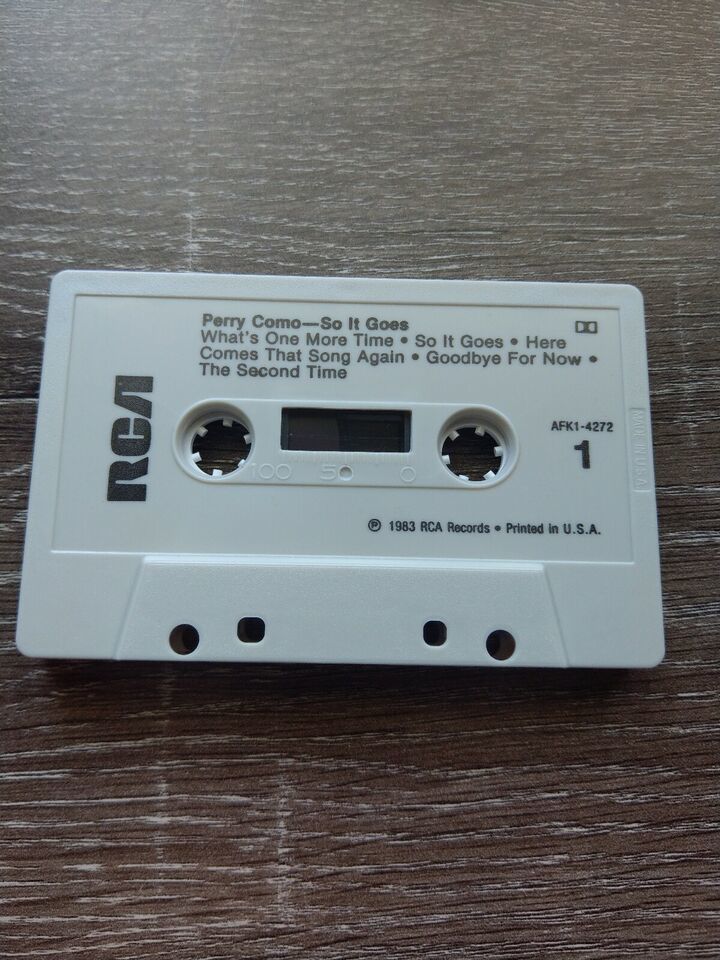 Perry Como—So It Goes
What's One More Time • So It Goes • Here
Comes That Song Again • Goodbye For Now •
The Second Time
RCA
AFK1-4272
1
100 50 0
MADE IN U.S.A.
℗ 1983 RCA Records • Printed in U.S.A.